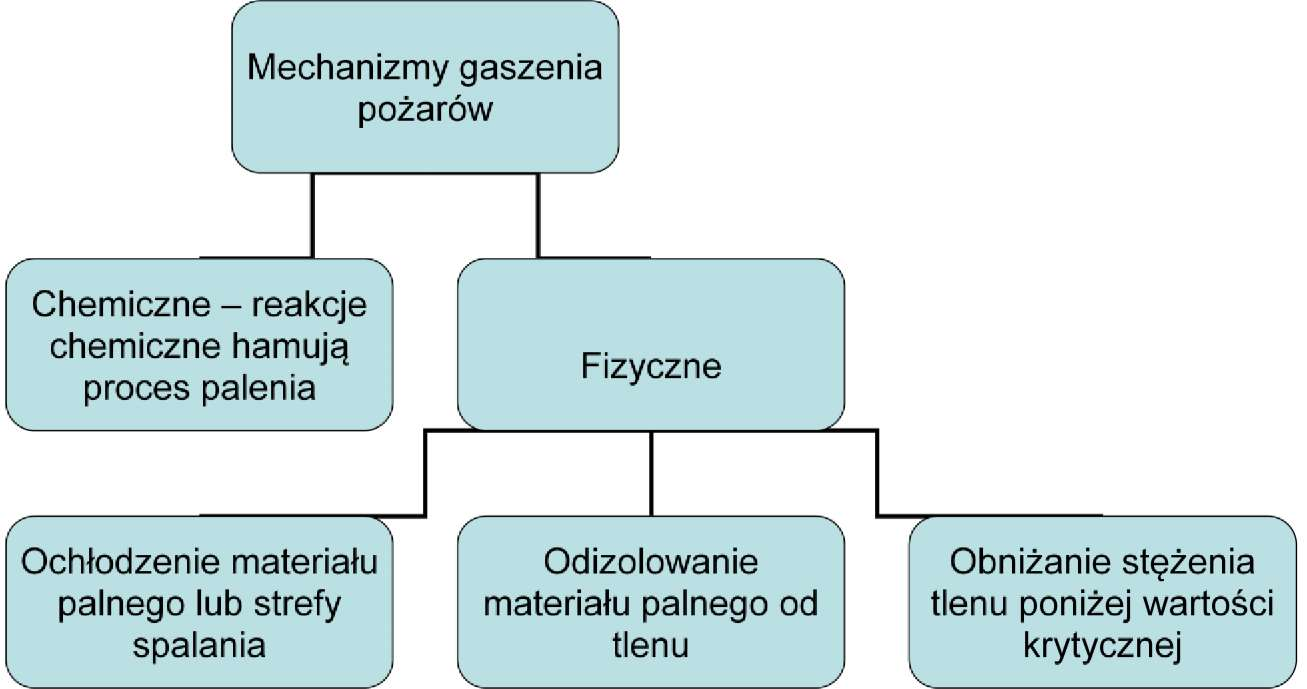 Mechanizmy gaszenia
pożarów
Chemiczne – reakcje
chemiczne hamują
proces palenia
Fizyczne
Ochłodzenie materiału
palnego lub strefy
spalania
Odizolowanie
materiału palnego od
tlenu
Obniżanie stężenia
tlenu poniżej wartości
krytycznej